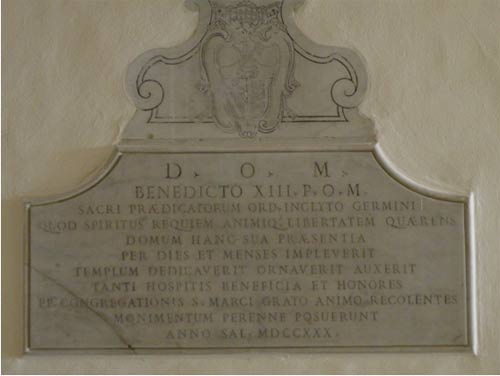 D. O. M.
BENEDICTO XIII. P. O. M.
SACRI PRÆDICATORUM ORD. INCLYTO GERMINI
QUOD SPIRITUS REQUIEM ANIMIQ. LIBERTATEM QUÆRENS
DOMUM HANC SUA PRÆSENTIA
PER DIES ET MENSES IMPLEVERIT
TEMPLUM DEDICAVERIT ORNAVERIT AUXERIT
TANTI HOSPITIS BENEFICIA ET HONORES
PP. CONGREGATIONIS S. MARCI GRATO ANIMO RECOLENTES
MONIMENTUM PERENNE POSUERUNT
ANNO SAL. MDCCXXX.